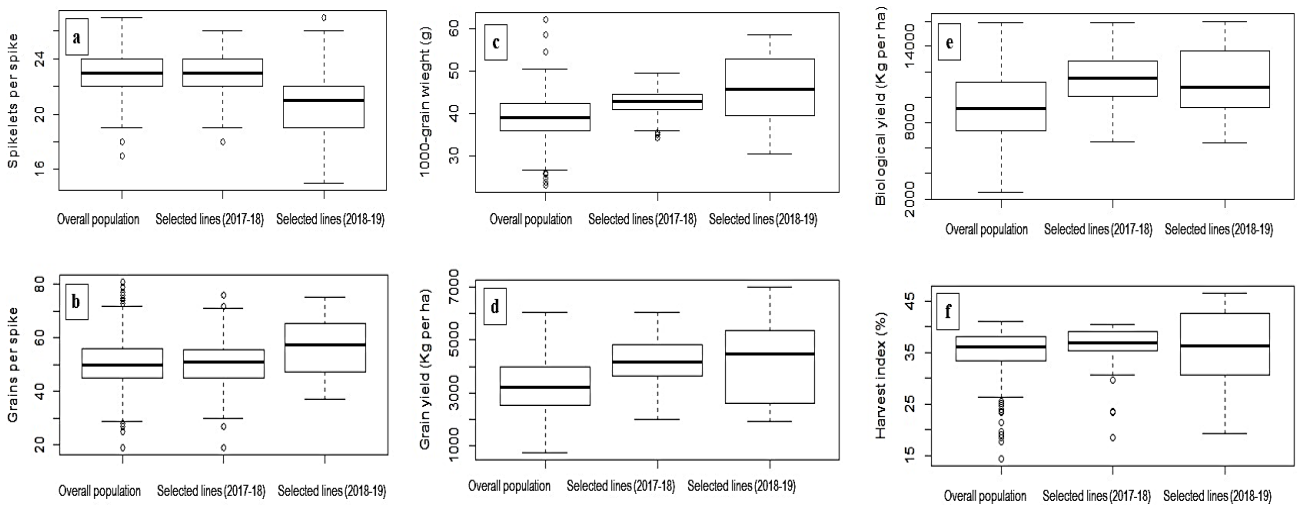 a
Spikelets per spike
24
20
16
Overall population
Selected lines (2017-18)
Selected lines (2018-19)
c
1000-grain wieght (g)
60
50
40
30
Overall population
Selected lines (2017-18)
Selected lines (2018-19)
e
Biological yield (Kg per ha)
14000
8000
2000
Overall population
Selected lines (2017-18)
Selected lines (2018-19)
b
Grains per spike
80
60
40
20
Overall population
Selected lines (2017-18)
Selected lines (2018-19)
d
Grain yield (Kg per ha)
7000
5000
3000
1000
Overall population
Selected lines (2017-18)
Selected lines (2018-19)
f
Harvest index (%)
45
35
25
15
Overall population
Selected lines (2017-18)
Selected lines (2018-19)